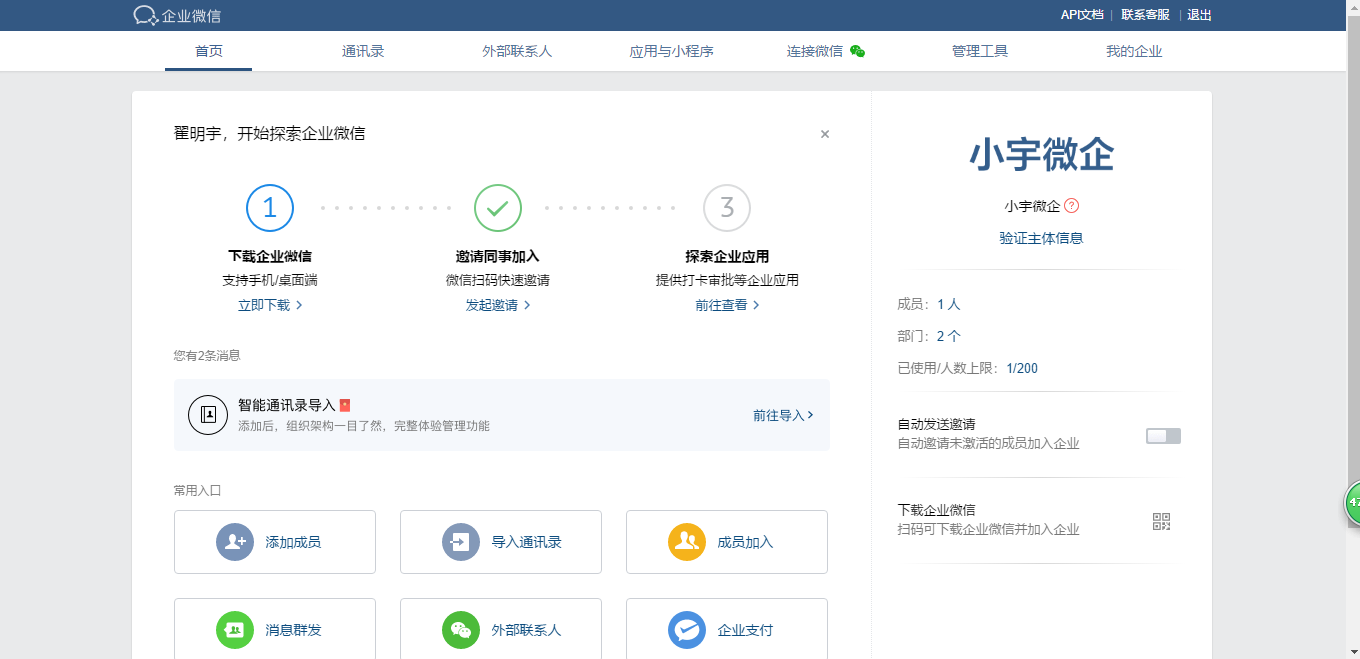 企业微信
API文档 | 联系客服 | 退出
首页 通讯录 外部联系人 应用与小程序 连接微信 管理工具 我的企业
翟明宇，开始探索企业微信
×
1 3
下载企业微信 邀请同事加入 探索企业应用
支持手机/桌面端 微信扫码快速邀请 提供打卡审批等企业应用
立即下载 发起邀请 前往查看
您有2条消息
智能通讯录导入
添加后，组织架构一目了然，完整体验管理功能
前往导入
常用入口
添加成员 导入通讯录 成员加入
消息群发 外部联系人 企业支付
小宇微企
小宇微企 ?
验证主体信息
成员：1 人
部门：2 个
已使用/人数上限：1/200
自动发送邀请
自动邀请未激活的成员加入企业
下载企业微信
扫码可下载企业微信并加入企业